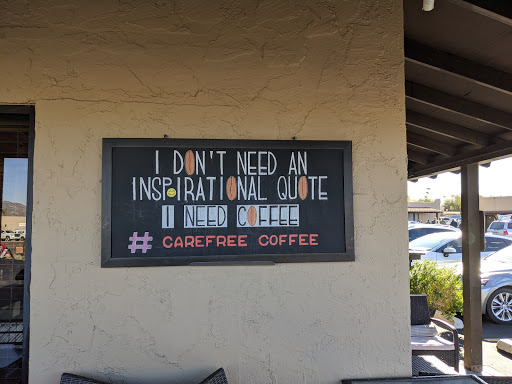 I DON'T NEED AN
INSPIRATIONAL QUOTE
I NEED COFFEE
# CAREFREE COFFEE